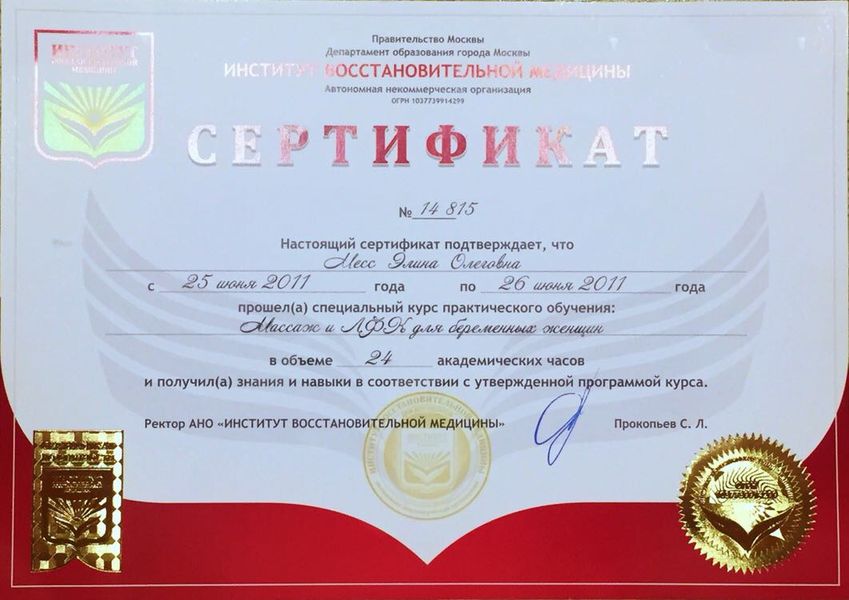 Правительство Москвы
Департамент образования города Москвы
ИНСТИТУТ ВОССТАНОВИТЕЛЬНОЙ МЕДИЦИНЫ
Автономная некоммерческая организация
ОГРН 1037739914299
ИНСТИТУТ
ВОССТАНОВИТЕЛЬНОЙ
МЕДИЦИНЫ
СЕРТИФИКАТ
№ 14 815
Настоящий сертификат подтверждает, что
Месс Элина Олеговна
с 25 июня 2011 года по 26 июня 2011 года
прошел(а) специальный курс практического обучения:
Массаж и ЛФК для беременных женщин
в объеме 24 академических часов
и получил(а) знания и навыки в соответствии с утвержденной программой курса.
Ректор АНО «ИНСТИТУТ ВОССТАНОВИТЕЛЬНОЙ МЕДИЦИНЫ» Прокопьев С. Л.